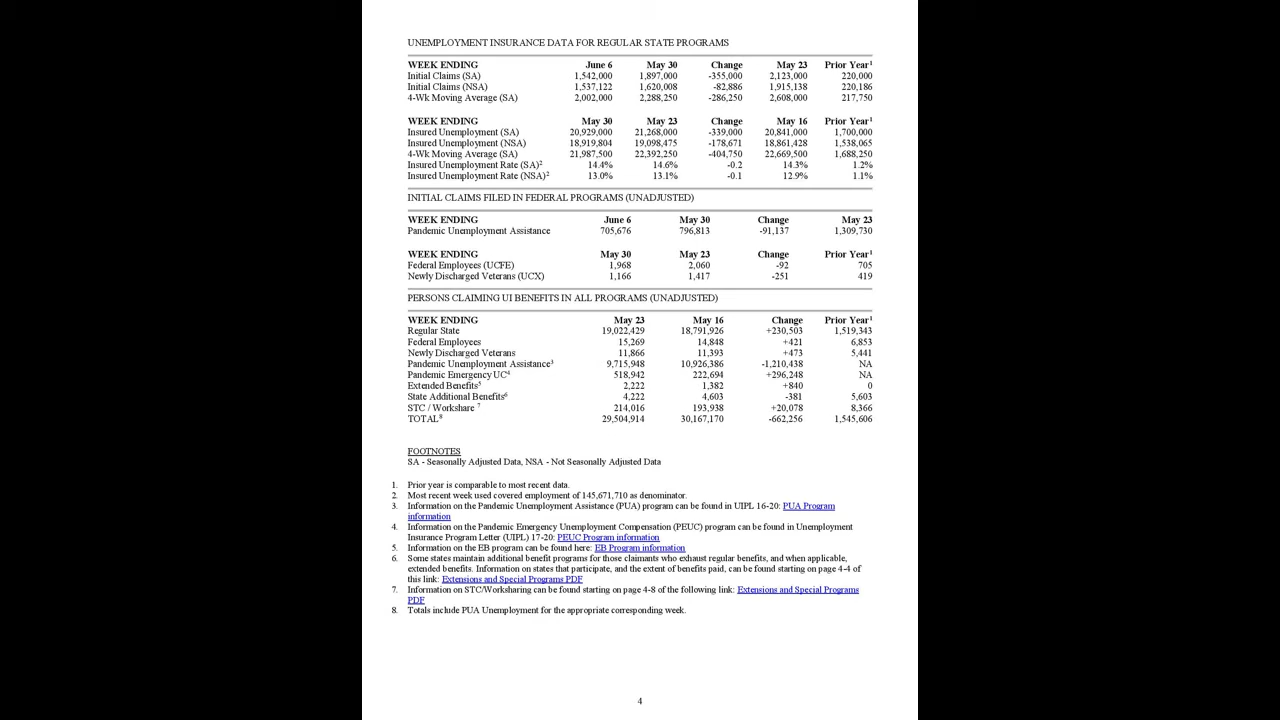 UNEMPLOYMENT INSURANCE DATA FOR REGULAR STATE PROGRAMS
WEEK ENDING June 6 May 30 Change May 23 Prior Year¹
Initial Claims (SA) 1,542,000 1,897,000 -355,000 2,123,000 220,000
Initial Claims (NSA) 1,537,122 1,620,008 -82,886 1,915,138 220,186
4-Wk Moving Average (SA) 2,002,000 2,288,250 -286,250 2,608,000 217,750
WEEK ENDING May 30 May 23 Change May 16 Prior Year¹
Insured Unemployment (SA) 20,929,000 21,268,000 -339,000 20,841,000 1,700,000
Insured Unemployment (NSA) 18,919,804 19,098,475 -178,671 18,861,428 1,538,065
4-Wk Moving Average (SA) 21,987,500 22,392,250 -404,750 22,669,500 1,688,250
Insured Unemployment Rate (SA)² 14.4% 14.6% -0.2 14.3% 1.2%
Insured Unemployment Rate (NSA)² 13.0% 13.1% -0.1 12.9% 1.1%
INITIAL CLAIMS FILED IN FEDERAL PROGRAMS (UNADJUSTED)
WEEK ENDING June 6 May 30 Change May 23
Pandemic Unemployment Assistance 705,676 796,813 -91,137 1,309,730
WEEK ENDING May 30 May 23 Change Prior Year¹
Federal Employees (UCFE) 1,968 2,060 -92 705
Newly Discharged Veterans (UCX) 1,166 1,417 -251 419
PERSONS CLAIMING UI BENEFITS IN ALL PROGRAMS (UNADJUSTED)
WEEK ENDING May 23 May 16 Change Prior Year¹
Regular State 19,022,429 18,791,926 +230,503 1,519,343
Federal Employees 15,269 14,848 +421 6,853
Newly Discharged Veterans 11,866 11,393 +473 5,441
Pandemic Unemployment Assistance³ 9,715,948 10,926,386 -1,210,438 NA
Pandemic Emergency UC⁴ 518,942 222,694 +296,248 NA
Extended Benefits⁵ 2,222 1,382 +840 0
State Additional Benefits⁶ 4,222 4,603 -381 5,603
STC / Workshare ⁷ 214,016 193,938 +20,078 8,366
TOTAL⁸ 29,504,914 30,167,170 -662,256 1,545,606
FOOTNOTES
SA - Seasonally Adjusted Data, NSA - Not Seasonally Adjusted Data
1. Prior year is comparable to most recent data.
2. Most recent week used covered employment of 145,671,710 as denominator.
3. Information on the Pandemic Unemployment Assistance (PUA) program can be found in UIPL 16-20: PUA Program
information
4. Information on the Pandemic Emergency Unemployment Compensation (PEUC) program can be found in Unemployment
Insurance Program Letter (UIPL) 17-20: PEUC Program information
5. Information on the EB program can be found here: EB Program information
6. Some states maintain additional benefit programs for those claimants who exhaust regular benefits, and when applicable,
extended benefits. Information on states that participate, and the extent of benefits paid, can be found starting on page 4-4 of
this link: Extensions and Special Programs PDF
7. Information on STC/Worksharing can be found starting on page 4-8 of the following link: Extensions and Special Programs
PDF
8. Totals include PUA Unemployment for the appropriate corresponding week.
4